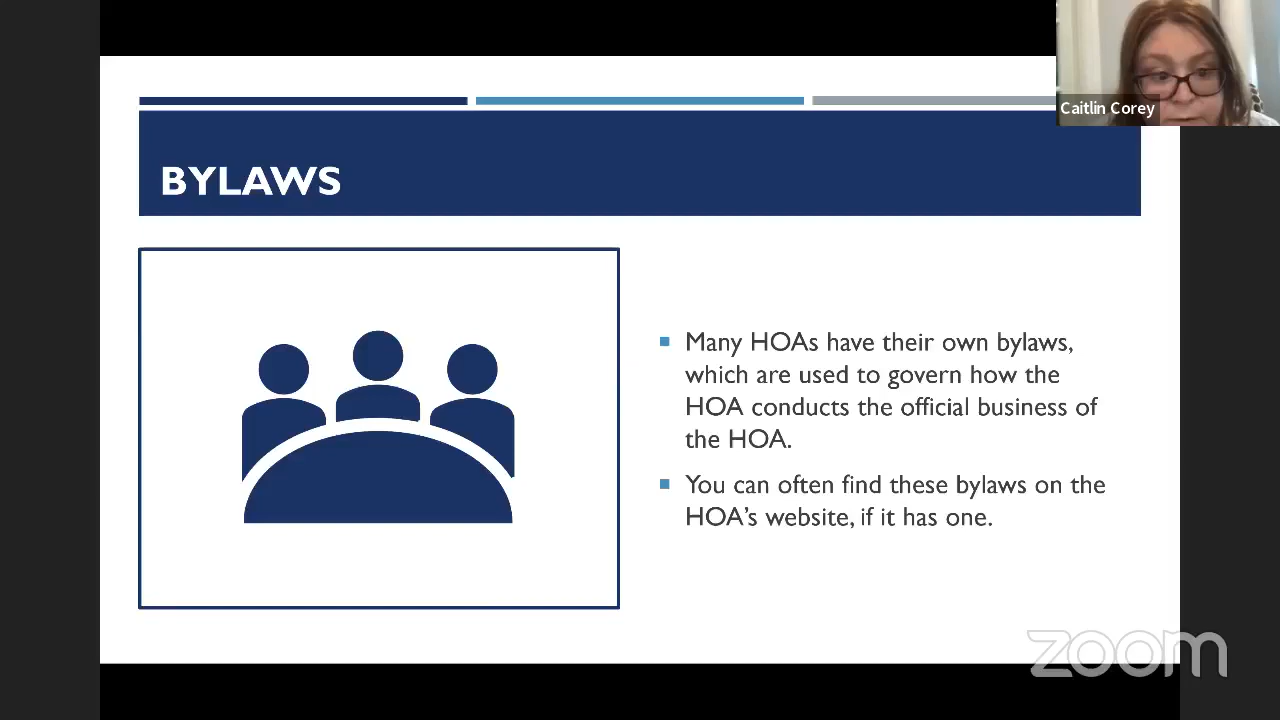 Caitlin Corey
BYLAWS
Many HOAs have their own bylaws,
which are used to govern how the
HOA conducts the official business of
the HOA.
You can often find these bylaws on the
HOA’s website, if it has one.
zoom